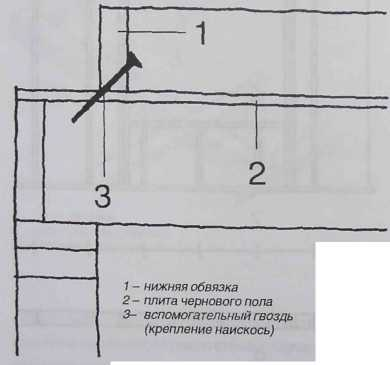 1
2
3
1 – нижняя обвязка
2 – плита чернового пола
3– вспомогательный гвоздь
(крепление наискось)